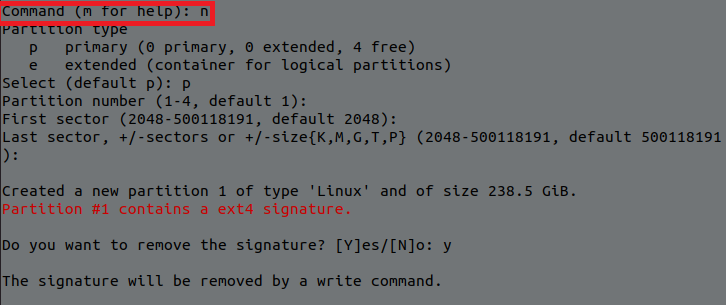 Command (m for help): n
Partition type
   p   primary (0 primary, 0 extended, 4 free)
   e   extended (container for logical partitions)
Select (default p): p
Partition number (1-4, default 1):
First sector (2048-500118191, default 2048):
Last sector, +/-sectors or +/-size{K,M,G,T,P} (2048-500118191, default 500118191
):
Created a new partition 1 of type 'Linux' and of size 238.5 GiB.
Partition #1 contains a ext4 signature.
Do you want to remove the signature? [Y]es/[N]o: y
The signature will be removed by a write command.